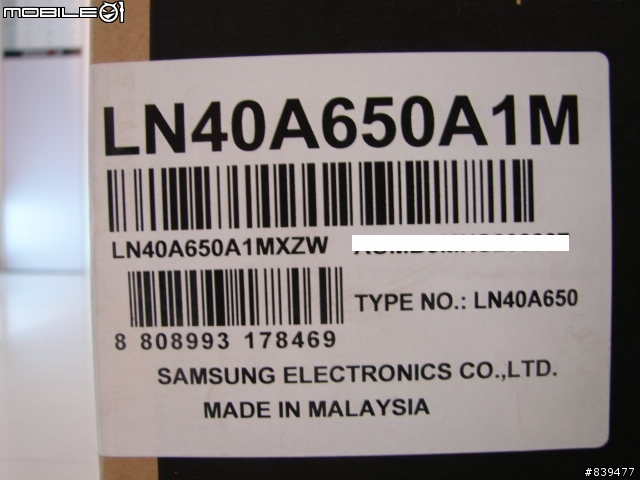 MOBILE01
LN40A650A1M
LN40A650A1MXZW
TYPE NO.: LN40A650
8 808993 178469
SAMSUNG ELECTRONICS CO.,LTD.
MADE IN MALAYSIA
#839477